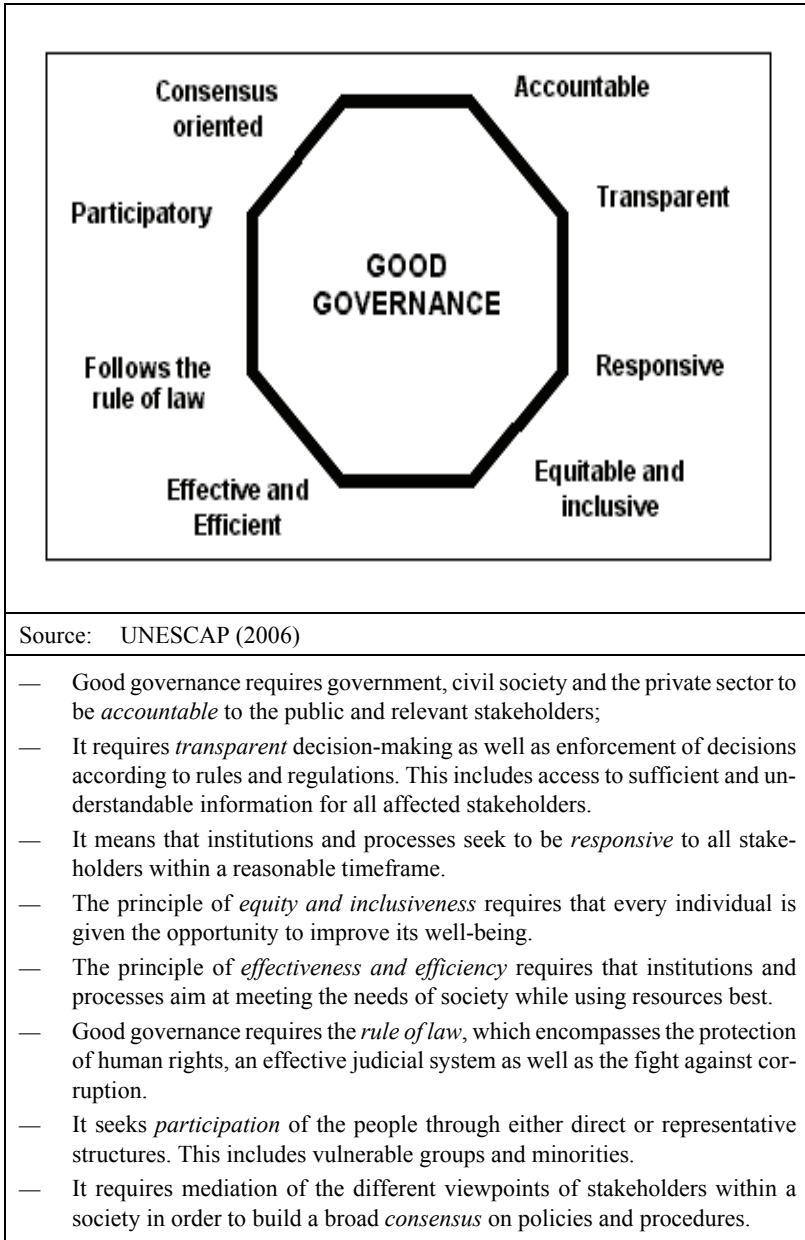 Consensus
oriented
Accountable
Participatory
Transparent
GOOD
GOVERNANCE
Follows the
rule of law
Responsive
Effective and
Efficient
Equitable and
inclusive
Source: UNESCAP (2006)
— Good governance requires government, civil society and the private sector to
be accountable to the public and relevant stakeholders;
— It requires transparent decision-making as well as enforcement of decisions
according to rules and regulations. This includes access to sufficient and un-
derstandable information for all affected stakeholders.
— It means that institutions and processes seek to be responsive to all stake-
holders within a reasonable timeframe.
— The principle of equity and inclusiveness requires that every individual is
given the opportunity to improve its well-being.
— The principle of effectiveness and efficiency requires that institutions and
processes aim at meeting the needs of society while using resources best.
— Good governance requires the rule of law, which encompasses the protection
of human rights, an effective judicial system as well as the fight against cor-
ruption.
— It seeks participation of the people through either direct or representative
structures. This includes vulnerable groups and minorities.
— It requires mediation of the different viewpoints of stakeholders within a
society in order to build a broad consensus on policies and procedures.